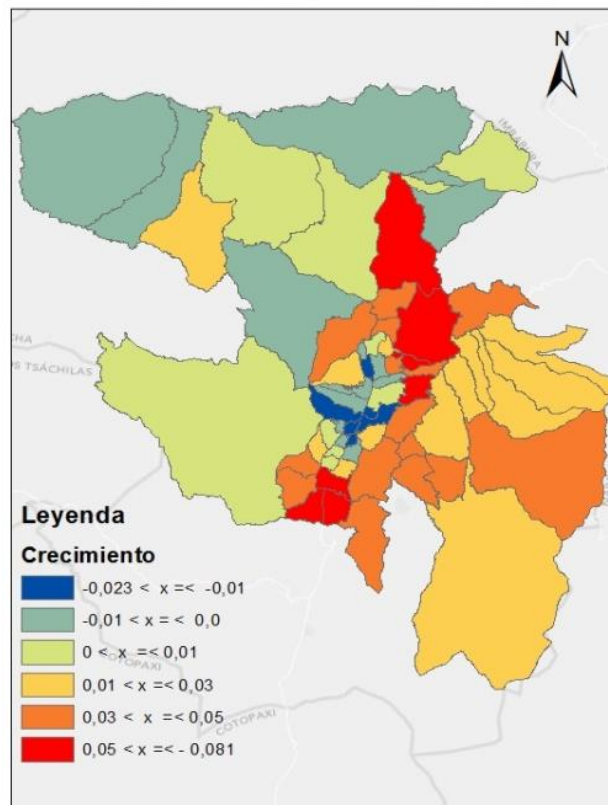 N
IMBABURA
CHA
OS TSÁCHILAS
Leyenda
Crecimiento
-0,023 < x =< -0,01
-0,01 < x =< 0,0
0 < x =< 0,01
0,01 < x =< 0,03
0,03 < x =< 0,05
0,05 < x =< - 0,081
COTOPAXI
COTOPAXI